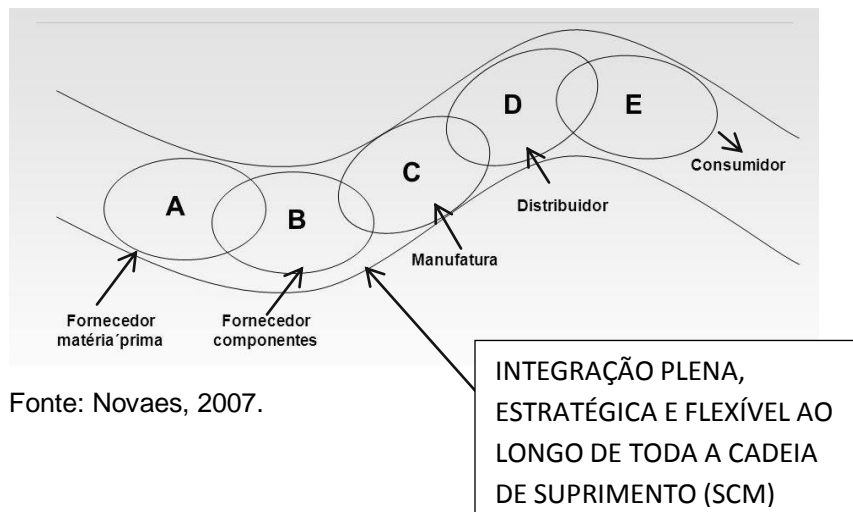 A
B
C
D
E
Consumidor
Distribuidor
Manufatura
Fornecedor
matéria´prima
Fornecedor
componentes
Fonte: Novaes, 2007.
INTEGRAÇÃO PLENA,
ESTRATÉGICA E FLEXÍVEL AO
LONGO DE TODA A CADEIA
DE SUPRIMENTO (SCM)